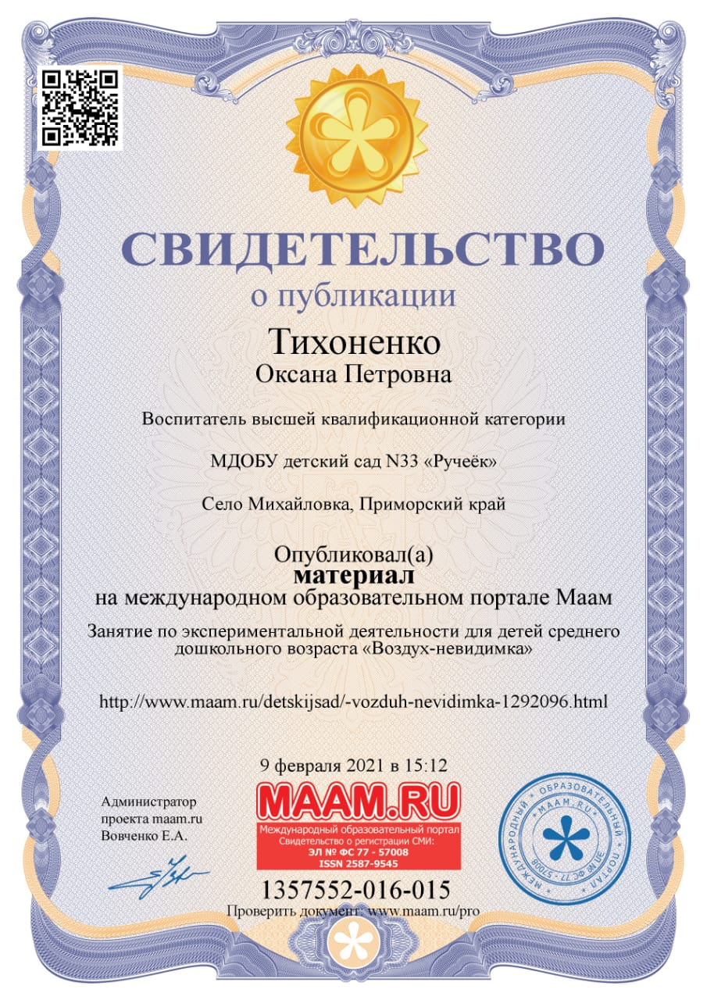 СВИДЕТЕЛЬСТВО
о публикации
Тихоненко
Оксана Петровна
Воспитатель высшей квалификационной категории
МДОБУ детский сад N33 «Ручеёк»
Село Михайловка, Приморский край
Опубликовал(а)
материал
на международном образовательном портале Маам
Занятие по экспериментальной деятельности для детей среднего
дошкольного возраста «Воздух-невидимка»
http://www.maam.ru/detskijsad/-vozduh-nevidimka-1292096.html
9 февраля 2021 в 15:12
Администратор
проекта maam.ru
Вовченко Е.А.
MAAM.RU
Международный образовательный портал
Свидетельство о регистрации СМИ:
ЭЛ № ФС 77 - 57008
ISSN 2587-9545
* МЕЖДУНАРОДНЫЙ * ОБРАЗОВАТЕЛЬНЫЙ * ПОРТАЛ *
* MAAM.RU *
ЭЛ № ФС 77 - 57008
1357552-016-015
Проверить документ: www.maam.ru/pro